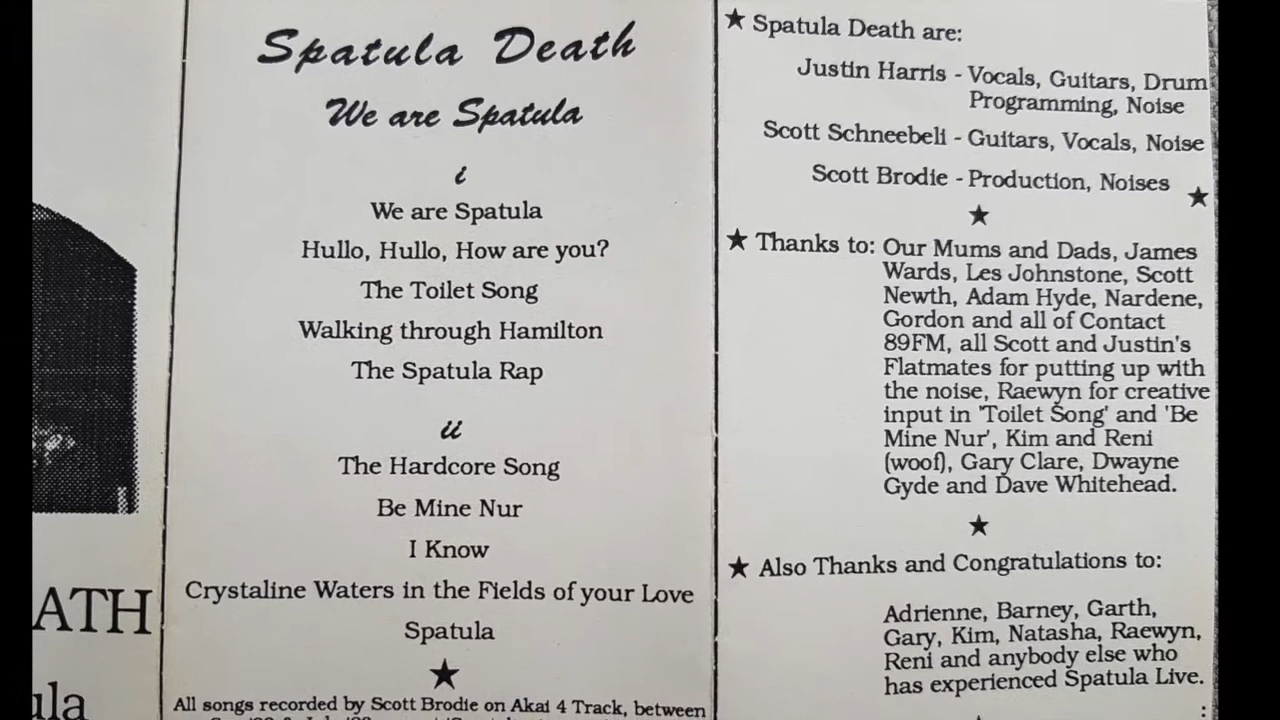 ATH
ula
Spatula Death
We are Spatula
i
We are Spatula
Hullo, Hullo, How are you?
The Toilet Song
Walking through Hamilton
The Spatula Rap
ii
The Hardcore Song
Be Mine Nur
I Know
Crystaline Waters in the Fields of your Love
Spatula
All songs recorded by Scott Brodie on Akai 4 Track, between
★ Spatula Death are:
Justin Harris - Vocals, Guitars, Drum
Programming, Noise
Scott Schneebeli - Guitars, Vocals, Noise
Scott Brodie - Production, Noises
★ Thanks to: Our Mums and Dads, James
Wards, Les Johnstone, Scott
Newth, Adam Hyde, Nardene,
Gordon and all of Contact
89FM, all Scott and Justin's
Flatmates for putting up with
the noise, Raewyn for creative
input in 'Toilet Song' and 'Be
Mine Nur', Kim and Reni
(woof), Gary Clare, Dwayne
Gyde and Dave Whitehead.
★ Also Thanks and Congratulations to:
Adrienne, Barney, Garth,
Gary, Kim, Natasha, Raewyn,
Reni and anybody else who
has experienced Spatula Live.